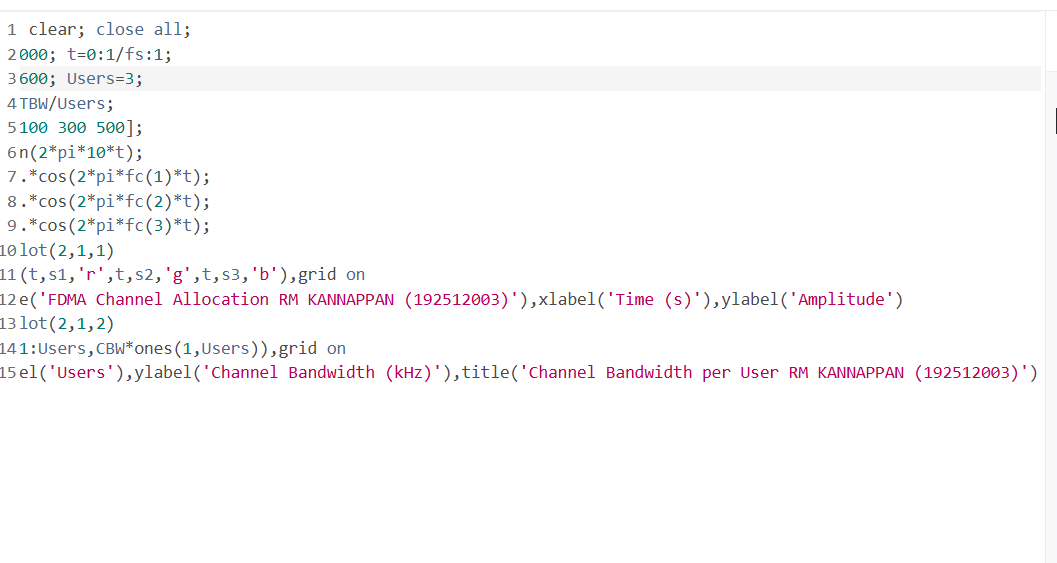 1 clear; close all;
2 000; t=0:1/fs:1;
3 600; Users=3;
4 TBW/Users;
5 100 300 500];
6 n(2*pi*10*t);
7 .*cos(2*pi*fc(1)*t);
8 .*cos(2*pi*fc(2)*t);
9 .*cos(2*pi*fc(3)*t);
10 lot(2,1,1)
11 (t,s1,'r',t,s2,'g',t,s3,'b'),grid on
12 e('FDMA Channel Allocation RM KANNAPPAN (192512003)'),xlabel('Time (s)'),ylabel('Amplitude')
13 lot(2,1,2)
14 1:Users,CBW*ones(1,Users)),grid on
15 el('Users'),ylabel('Channel Bandwidth (kHz)'),title('Channel Bandwidth per User RM KANNAPPAN (192512003)')